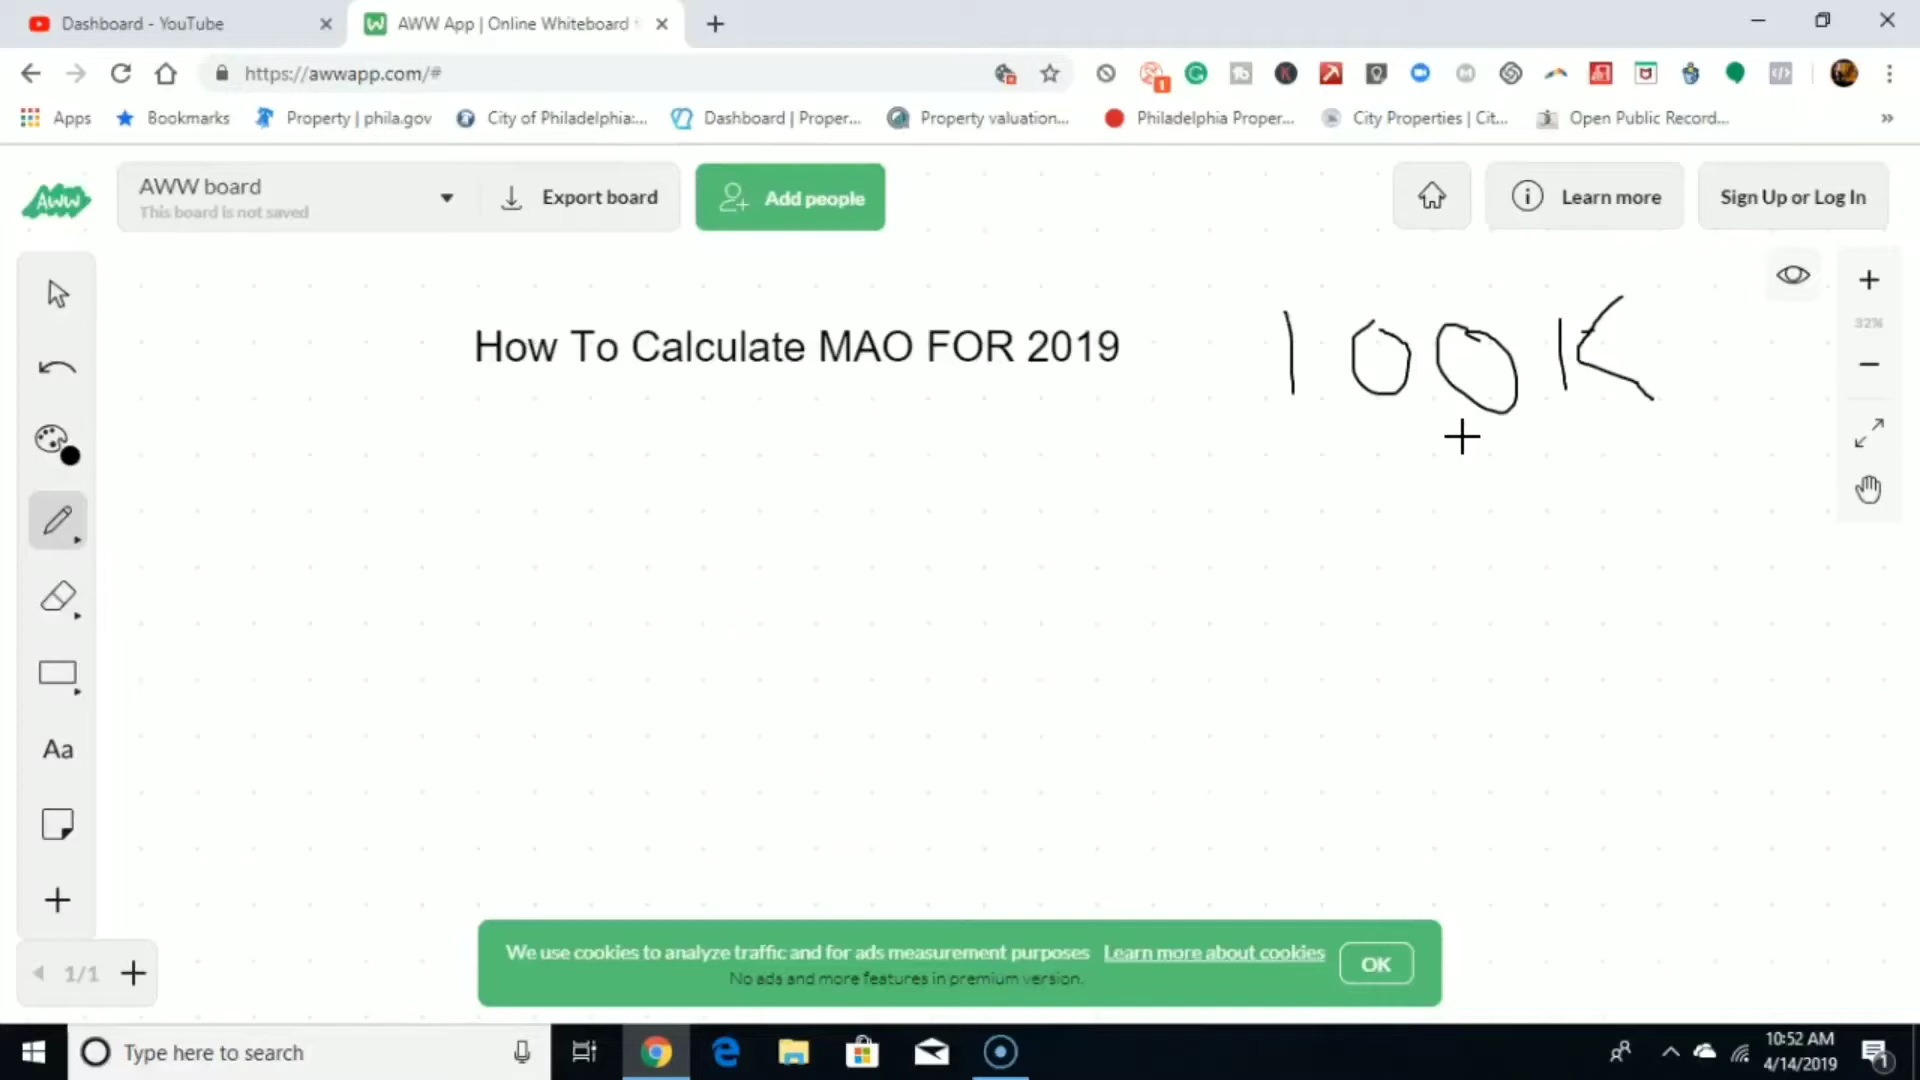 Dashboard - YouTube
AWW App | Online Whiteboard
https://awwapp.com/#
Apps
Bookmarks
Property | phila.gov
City of Philadelphia:...
Dashboard | Proper...
Property valuation...
Philadelphia Proper...
City Properties | Cit...
Open Public Record...
»
AWW
AWW board
This board is not saved
Export board
Add people
Learn more
Sign Up or Log In
How To Calculate MAO FOR 2019
100K
32%
Aa
1/1
We use cookies to analyze traffic and for ads measurement purposes Learn more about cookies
No ads and more features in premium version.
OK
Type here to search
10:52 AM
4/14/2019
1